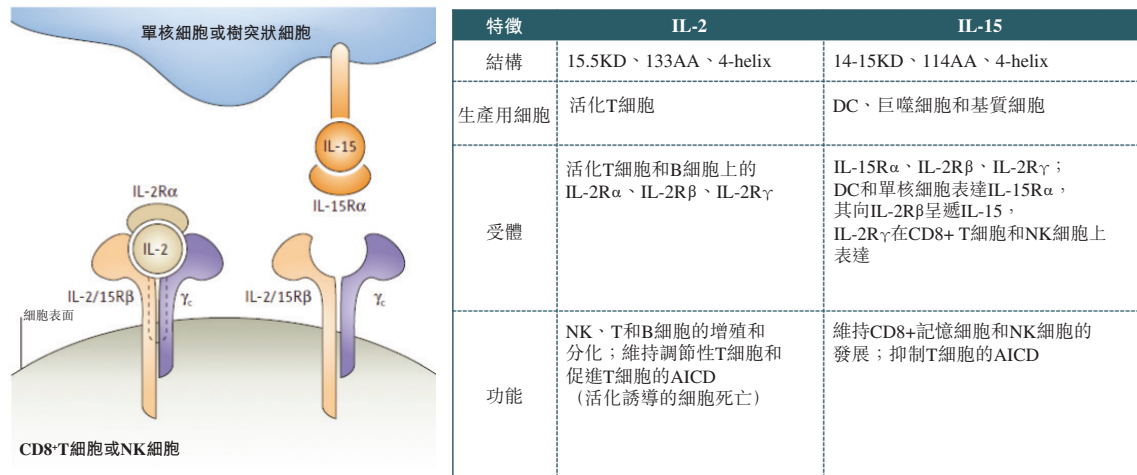 單核細胞或樹突狀細胞
IL-15
IL-2Rα
IL-15Rα
IL-2
IL-2/15Rβ
γc
IL-2/15Rβ
γc
細胞表面
CD8⁺T細胞或NK細胞
特徵 IL-2 IL-15
結構 15.5KD、133AA、4-helix 14-15KD、114AA、4-helix
生產用細胞 活化T細胞 DC、巨噬細胞和基質細胞
受體
活化T細胞和B細胞上的
IL-2Rα、IL-2Rβ、IL-2Rγ
IL-15Rα、IL-2Rβ、IL-2Rγ；
DC和單核細胞表達IL-15Rα，
其向IL-2Rβ呈遞IL-15，
IL-2Rγ在CD8+ T細胞和NK細胞上
表達
功能
NK、T和B細胞的增殖和
分化；維持調節性T細胞和
促進T細胞的AICD
（活化誘導的細胞死亡）
維持CD8+記憶細胞和NK細胞的
發展；抑制T細胞的AICD